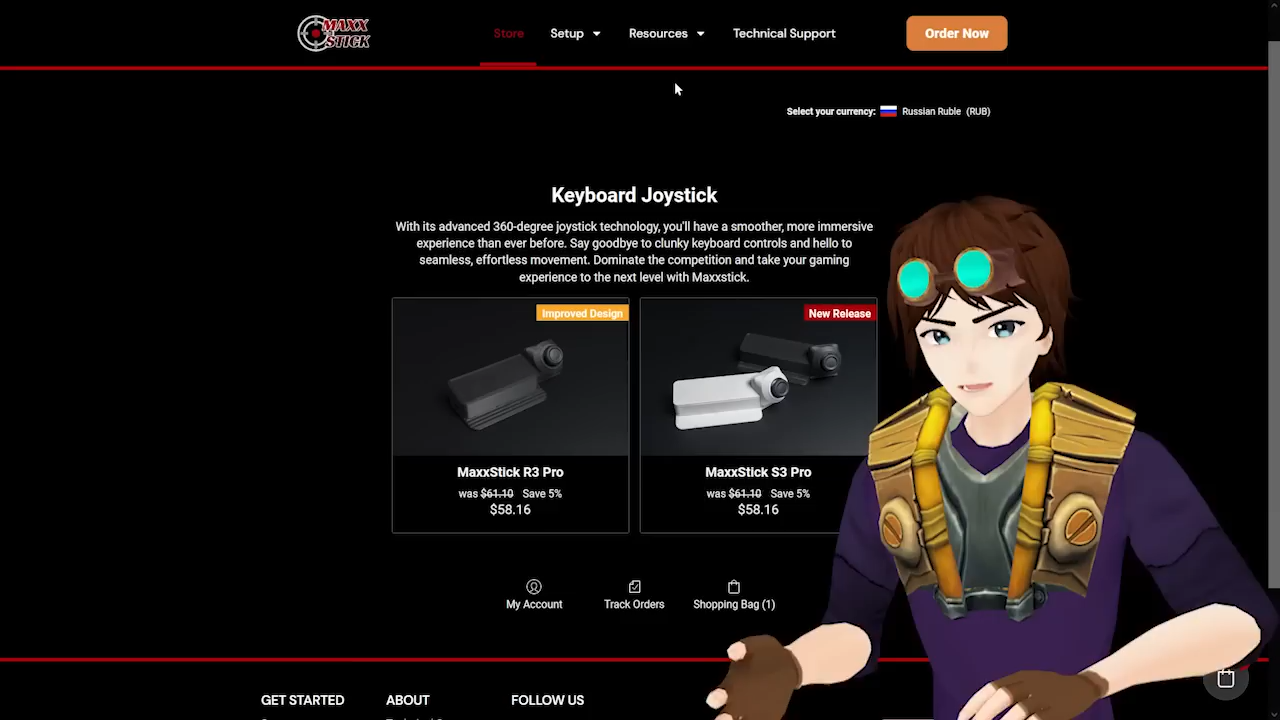 MAXX
STICK
Store
Setup
Resources
Technical Support
Order Now
Select your currency:
Russian Ruble (RUB)
Keyboard Joystick
With its advanced 360-degree joystick technology, you'll have a smoother, more immersive
experience than ever before. Say goodbye to clunky keyboard controls and hello to
seamless, effortless movement. Dominate the competition and take your gaming
experience to the next level with Maxxstick.
Improved Design
New Release
MaxxStick R3 Pro
was $61.10 Save 5%
$58.16
MaxxStick S3 Pro
was $61.10 Save 5%
$58.16
My Account
Track Orders
Shopping Bag (1)
GET STARTED
ABOUT
FOLLOW US